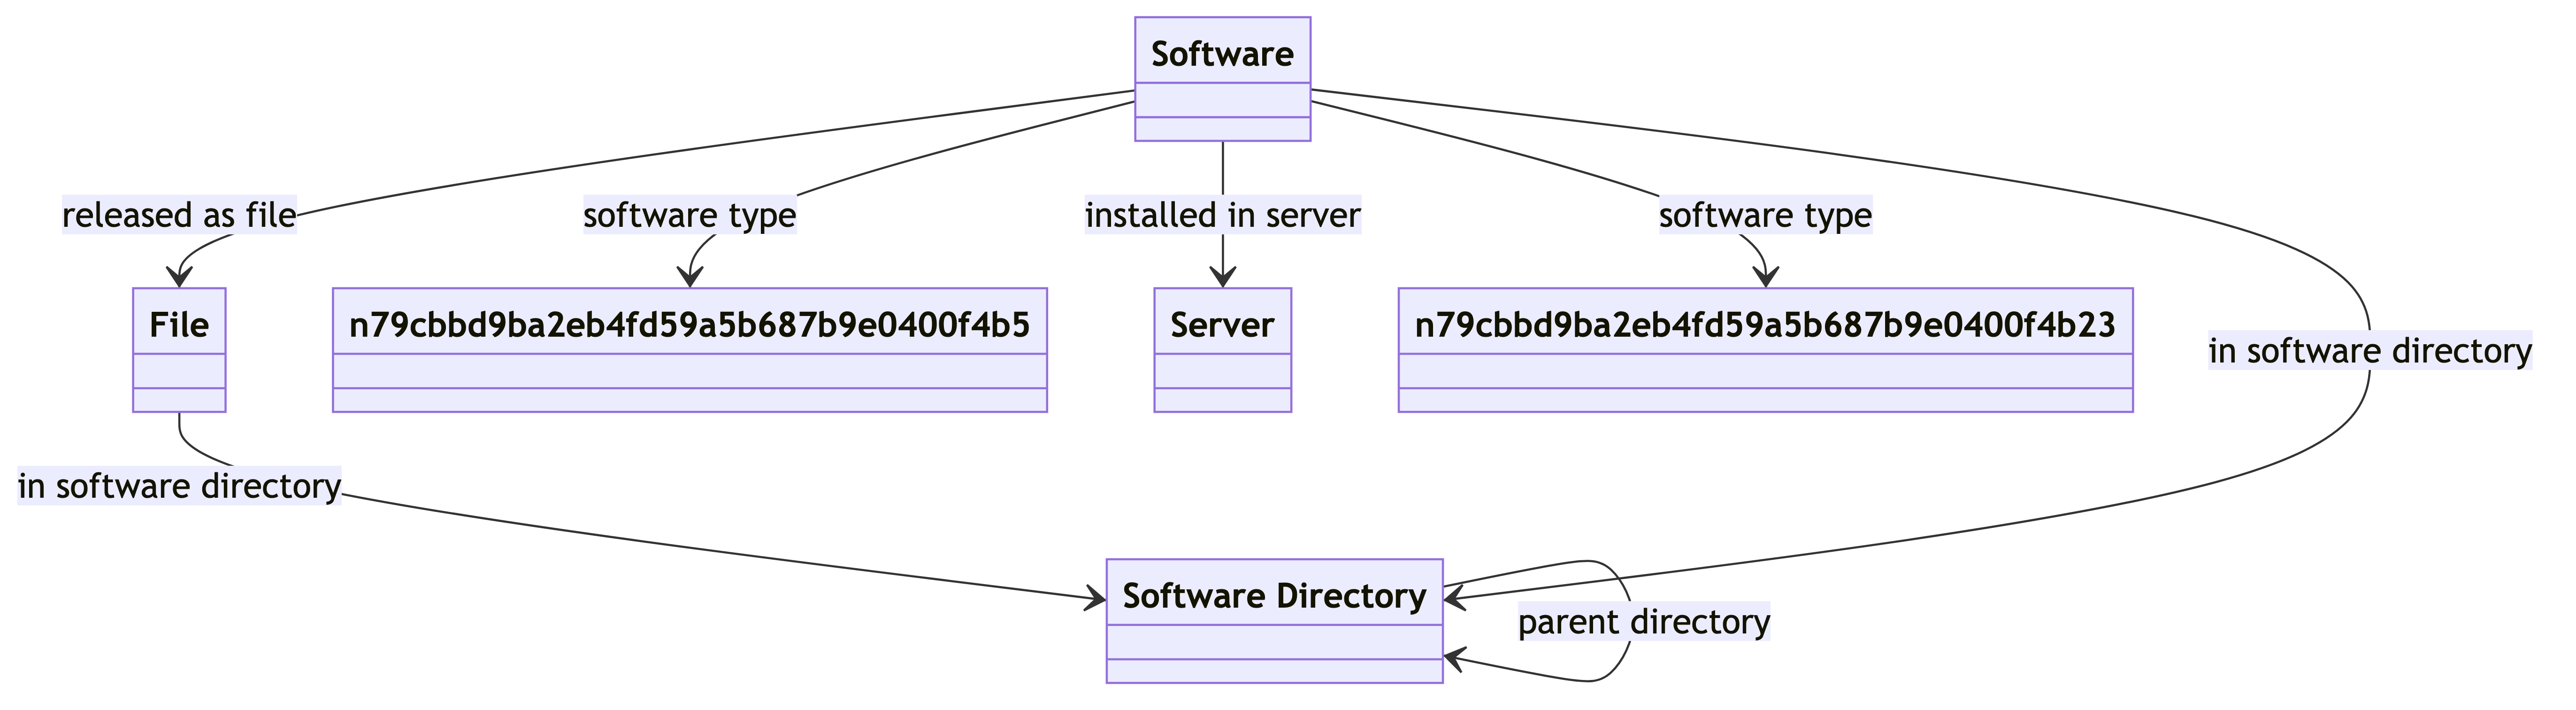 Software
released as file
software type
installed in server
software type
File
n79cbbd9ba2eb4fd59a5b687b9e0400f4b5
Server
n79cbbd9ba2eb4fd59a5b687b9e0400f4b23
in software directory
in software directory
Software Directory
parent directory